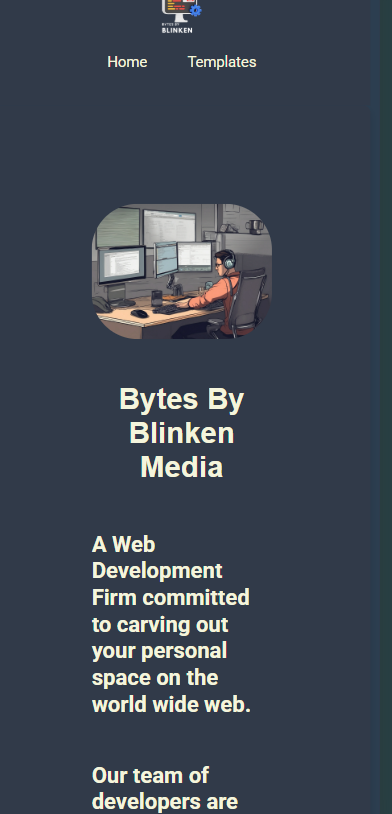 BYTES BY
BLINKEN
Home Templates
Bytes By
Blinken
Media
A Web
Development
Firm committed
to carving out
your personal
space on the
world wide web.
Our team of
developers are